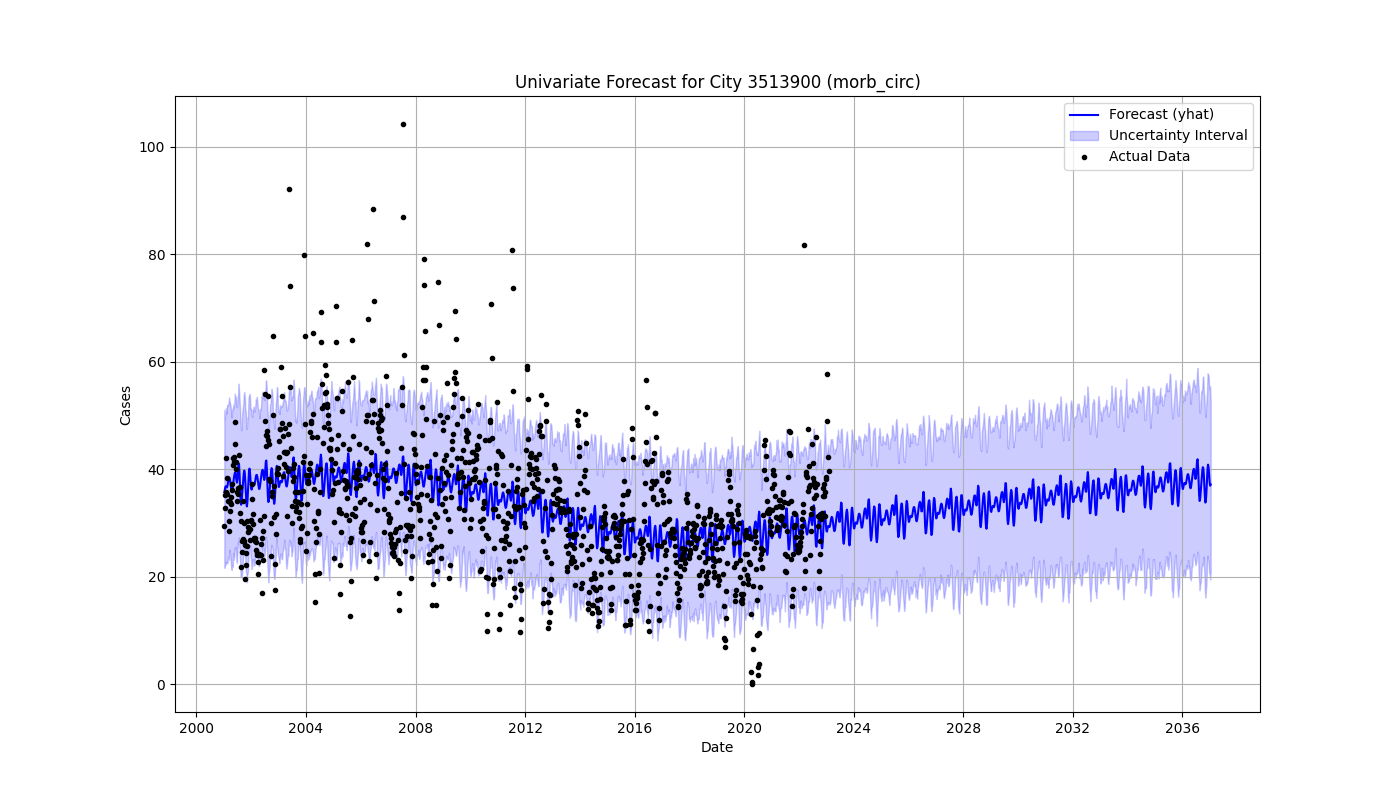 Univariate Forecast for City 3513900 (morb_circ)
Forecast (yhat)
Uncertainty Interval
Actual Data
100
80
60
40
20
0
Cases
2000 2004 2008 2012 2016 2020 2024 2028 2032 2036
Date